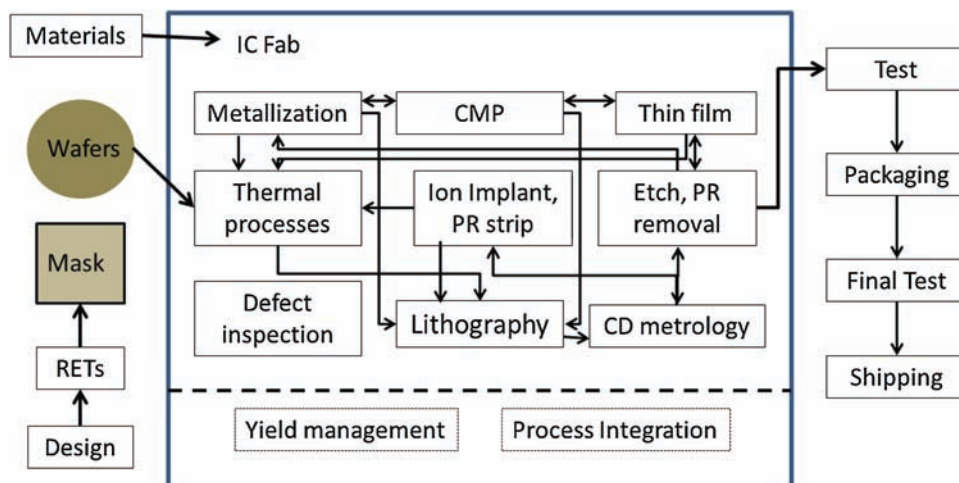 Materials
IC Fab
Wafers
Mask
RETs
Design
Metallization
CMP
Thin film
Thermal
processes
Ion Implant,
PR strip
Etch, PR
removal
Defect
inspection
Lithography
CD metrology
Yield management
Process Integration
Test
Packaging
Final Test
Shipping